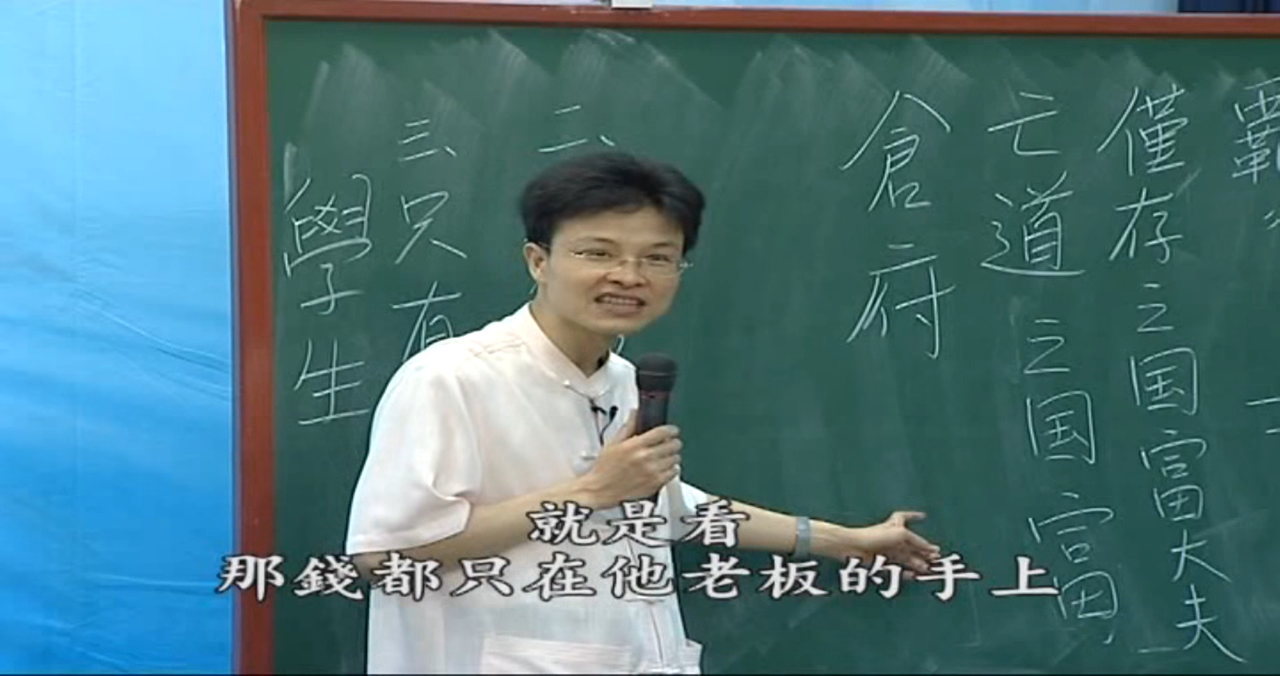 霸
僅存之国富大夫
亡道之国富
倉府
二、
三、只有
學生
就是看
那錢都只在他老板的手上